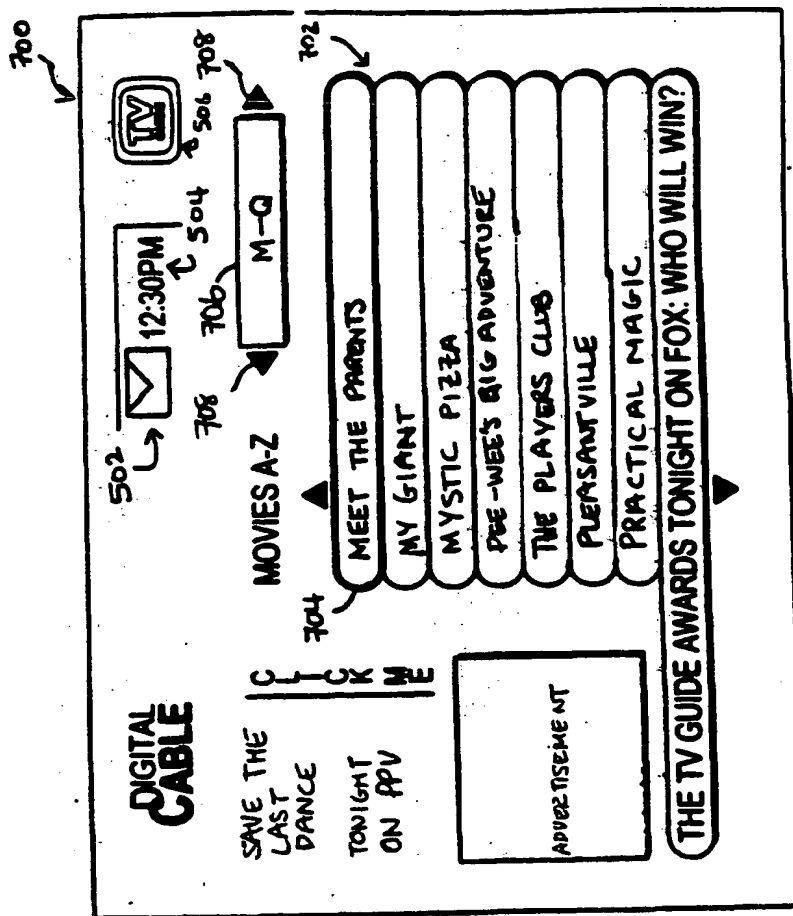 700
DIGITAL
CABLE
502
12:30PM
504
TV
506
SAVE THE
LAST
DANCE
TONIGHT
ON PPV
CLICK ME
MOVIES A-Z
708
706
M-Q
708
702
704
MEET THE PARENTS
MY GIANT
MYSTIC PIZZA
PEE-WEE'S BIG ADVENTURE
THE PLAYERS CLUB
PLEASANTVILLE
PRACTICAL MAGIC
ADVERTISEMENT
THE TV GUIDE AWARDS TONIGHT ON FOX: WHO WILL WIN?